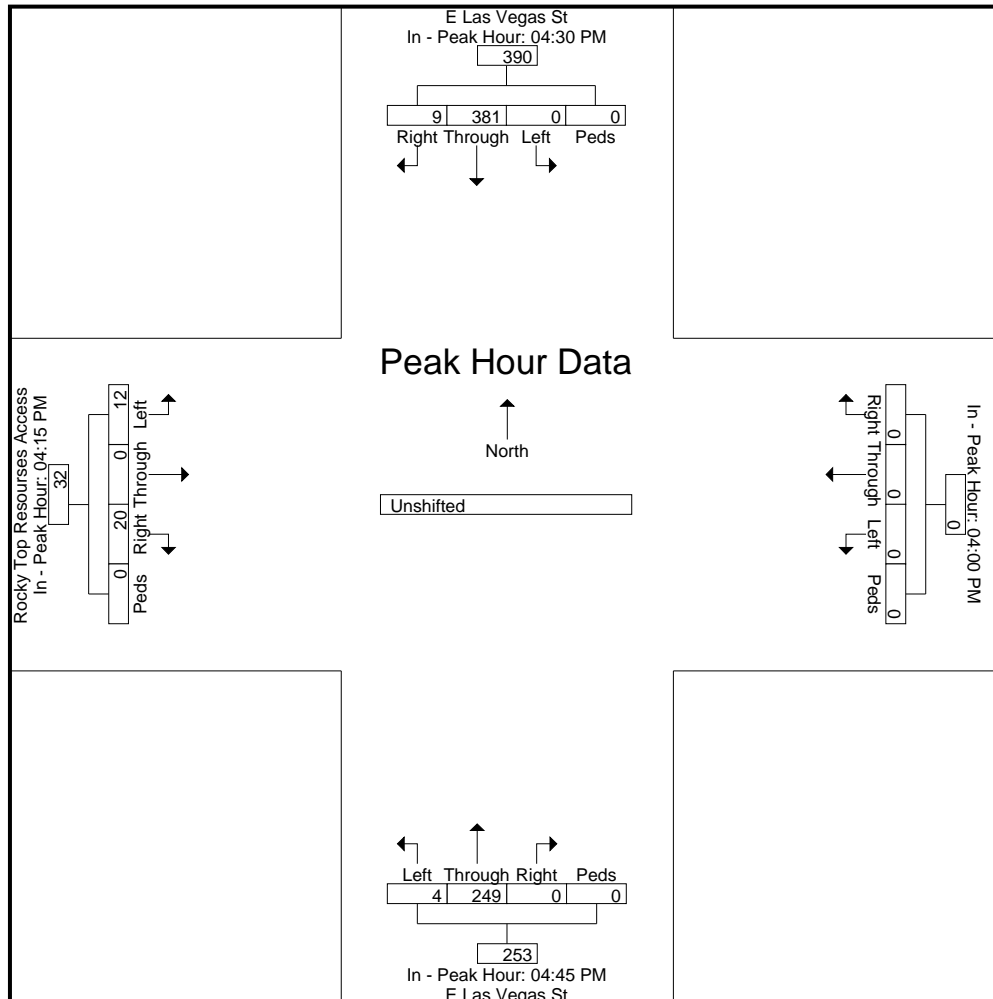 E Las Vegas St
In - Peak Hour: 04:30 PM
390
9 381 0 0
Right Through Left Peds
Peak Hour Data
North
Unshifted
Rocky Top Resourses Access
In - Peak Hour: 04:15 PM
32
12 0 20 0
Left Through Right Peds
In - Peak Hour: 04:00 PM
0
0 0 0 0
Right Through Left Peds
Left Through Right Peds
4 249 0 0
253
In - Peak Hour: 04:45 PM
E Las Vegas St